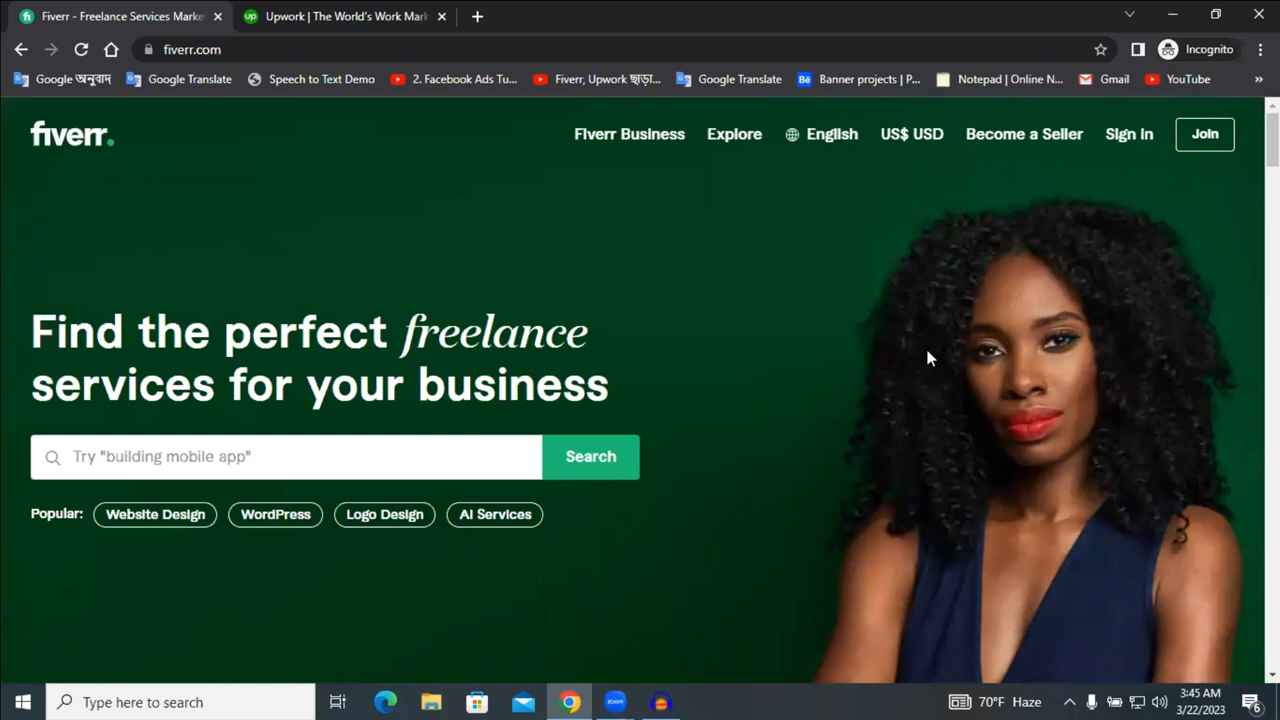 Fiverr - Freelance Services Marke
Upwork | The World's Work Mark
fiverr.com
Incognito
Google অনুবাদ
Google Translate
Speech to Text Demo
2. Facebook Ads Tu...
Fiverr, Upwork ছাড়া...
Google Translate
Bē Banner projects | P...
Notepad | Online N...
Gmail
YouTube
»
fiverr.
Fiverr Business
Explore
English
US$ USD
Become a Seller
Sign in
Join
Find the perfect freelance
services for your business
Try "building mobile app"
Search
Popular:
Website Design
WordPress
Logo Design
AI Services
Type here to search
zoom
70°F Haze
3:45 AM
3/22/2023
6